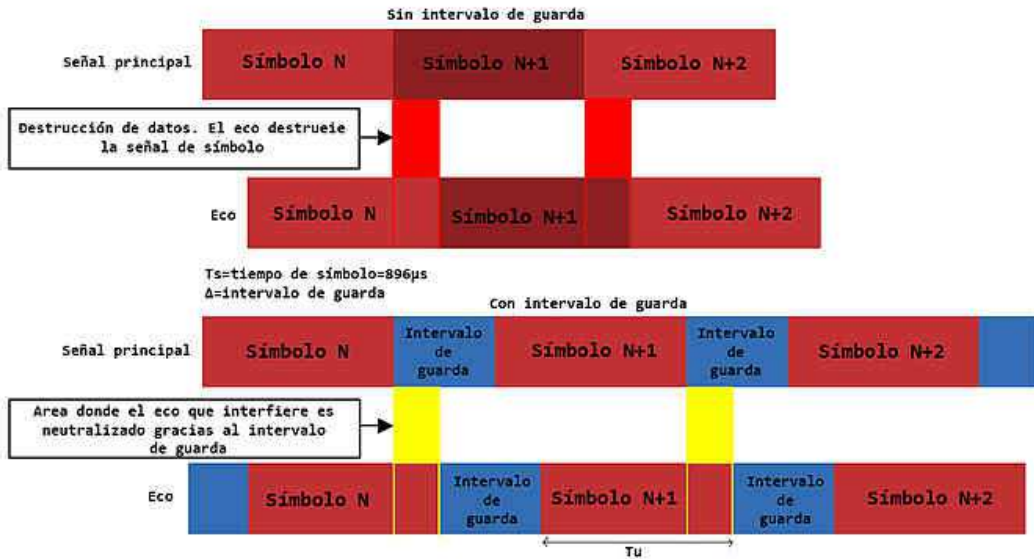 Sin intervalo de guarda
Señal principal
Símbolo N
Símbolo N+1
Símbolo N+2
Destrucción de datos. El eco destrueie
la señal de símbolo
Eco
Símbolo N
Símbolo N+1
Símbolo N+2
Ts=tiempo de símbolo=896µs
Δ=intervalo de guarda
Con intervalo de guarda
Señal principal
Símbolo N
Intervalo
de
guarda
Símbolo N+1
Intervalo
de
guarda
Símbolo N+2
Area donde el eco que interfiere es
neutralizado gracias al intervalo
de guarda
Eco
Símbolo N
Intervalo
de
guarda
Símbolo N+1
Intervalo
de
guarda
Símbolo N+2
Tu